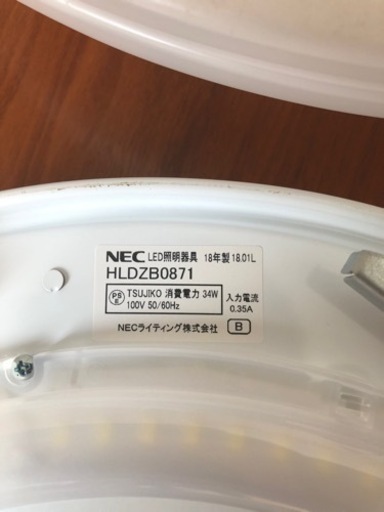 NEC LED照明器具 18年製 18.01L
HLDZB0871
PS E TSUJIKO 消費電力 34W 入力電流
100V 50/60Hz 0.35A
NECライティング株式会社 B